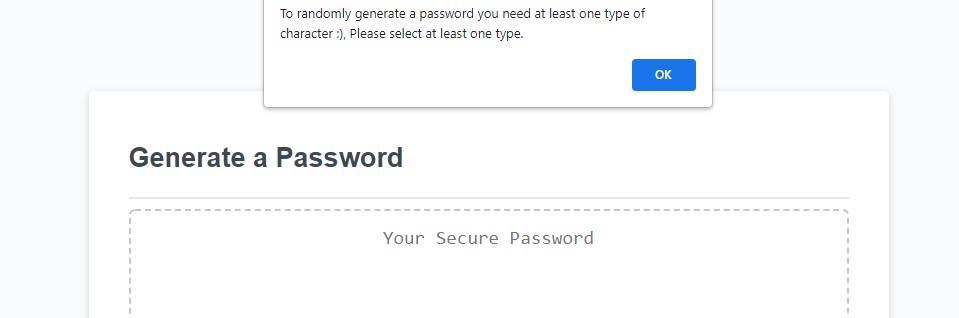 To randomly generate a password you need at least one type of
character :), Please select at least one type.
OK
Generate a Password
Your Secure Password